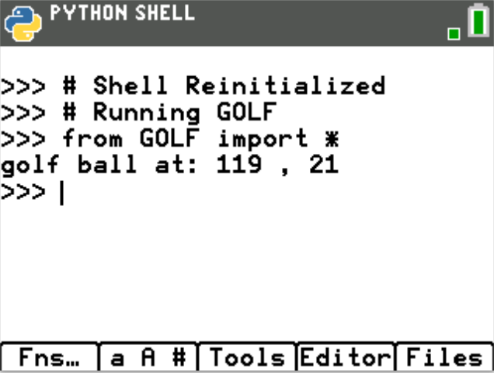 PYTHON SHELL
>>> # Shell Reinitialized
>>> # Running GOLF
>>> from GOLF import *
golf ball at: 119 , 21
>>>
Fns… a A # Tools Editor Files